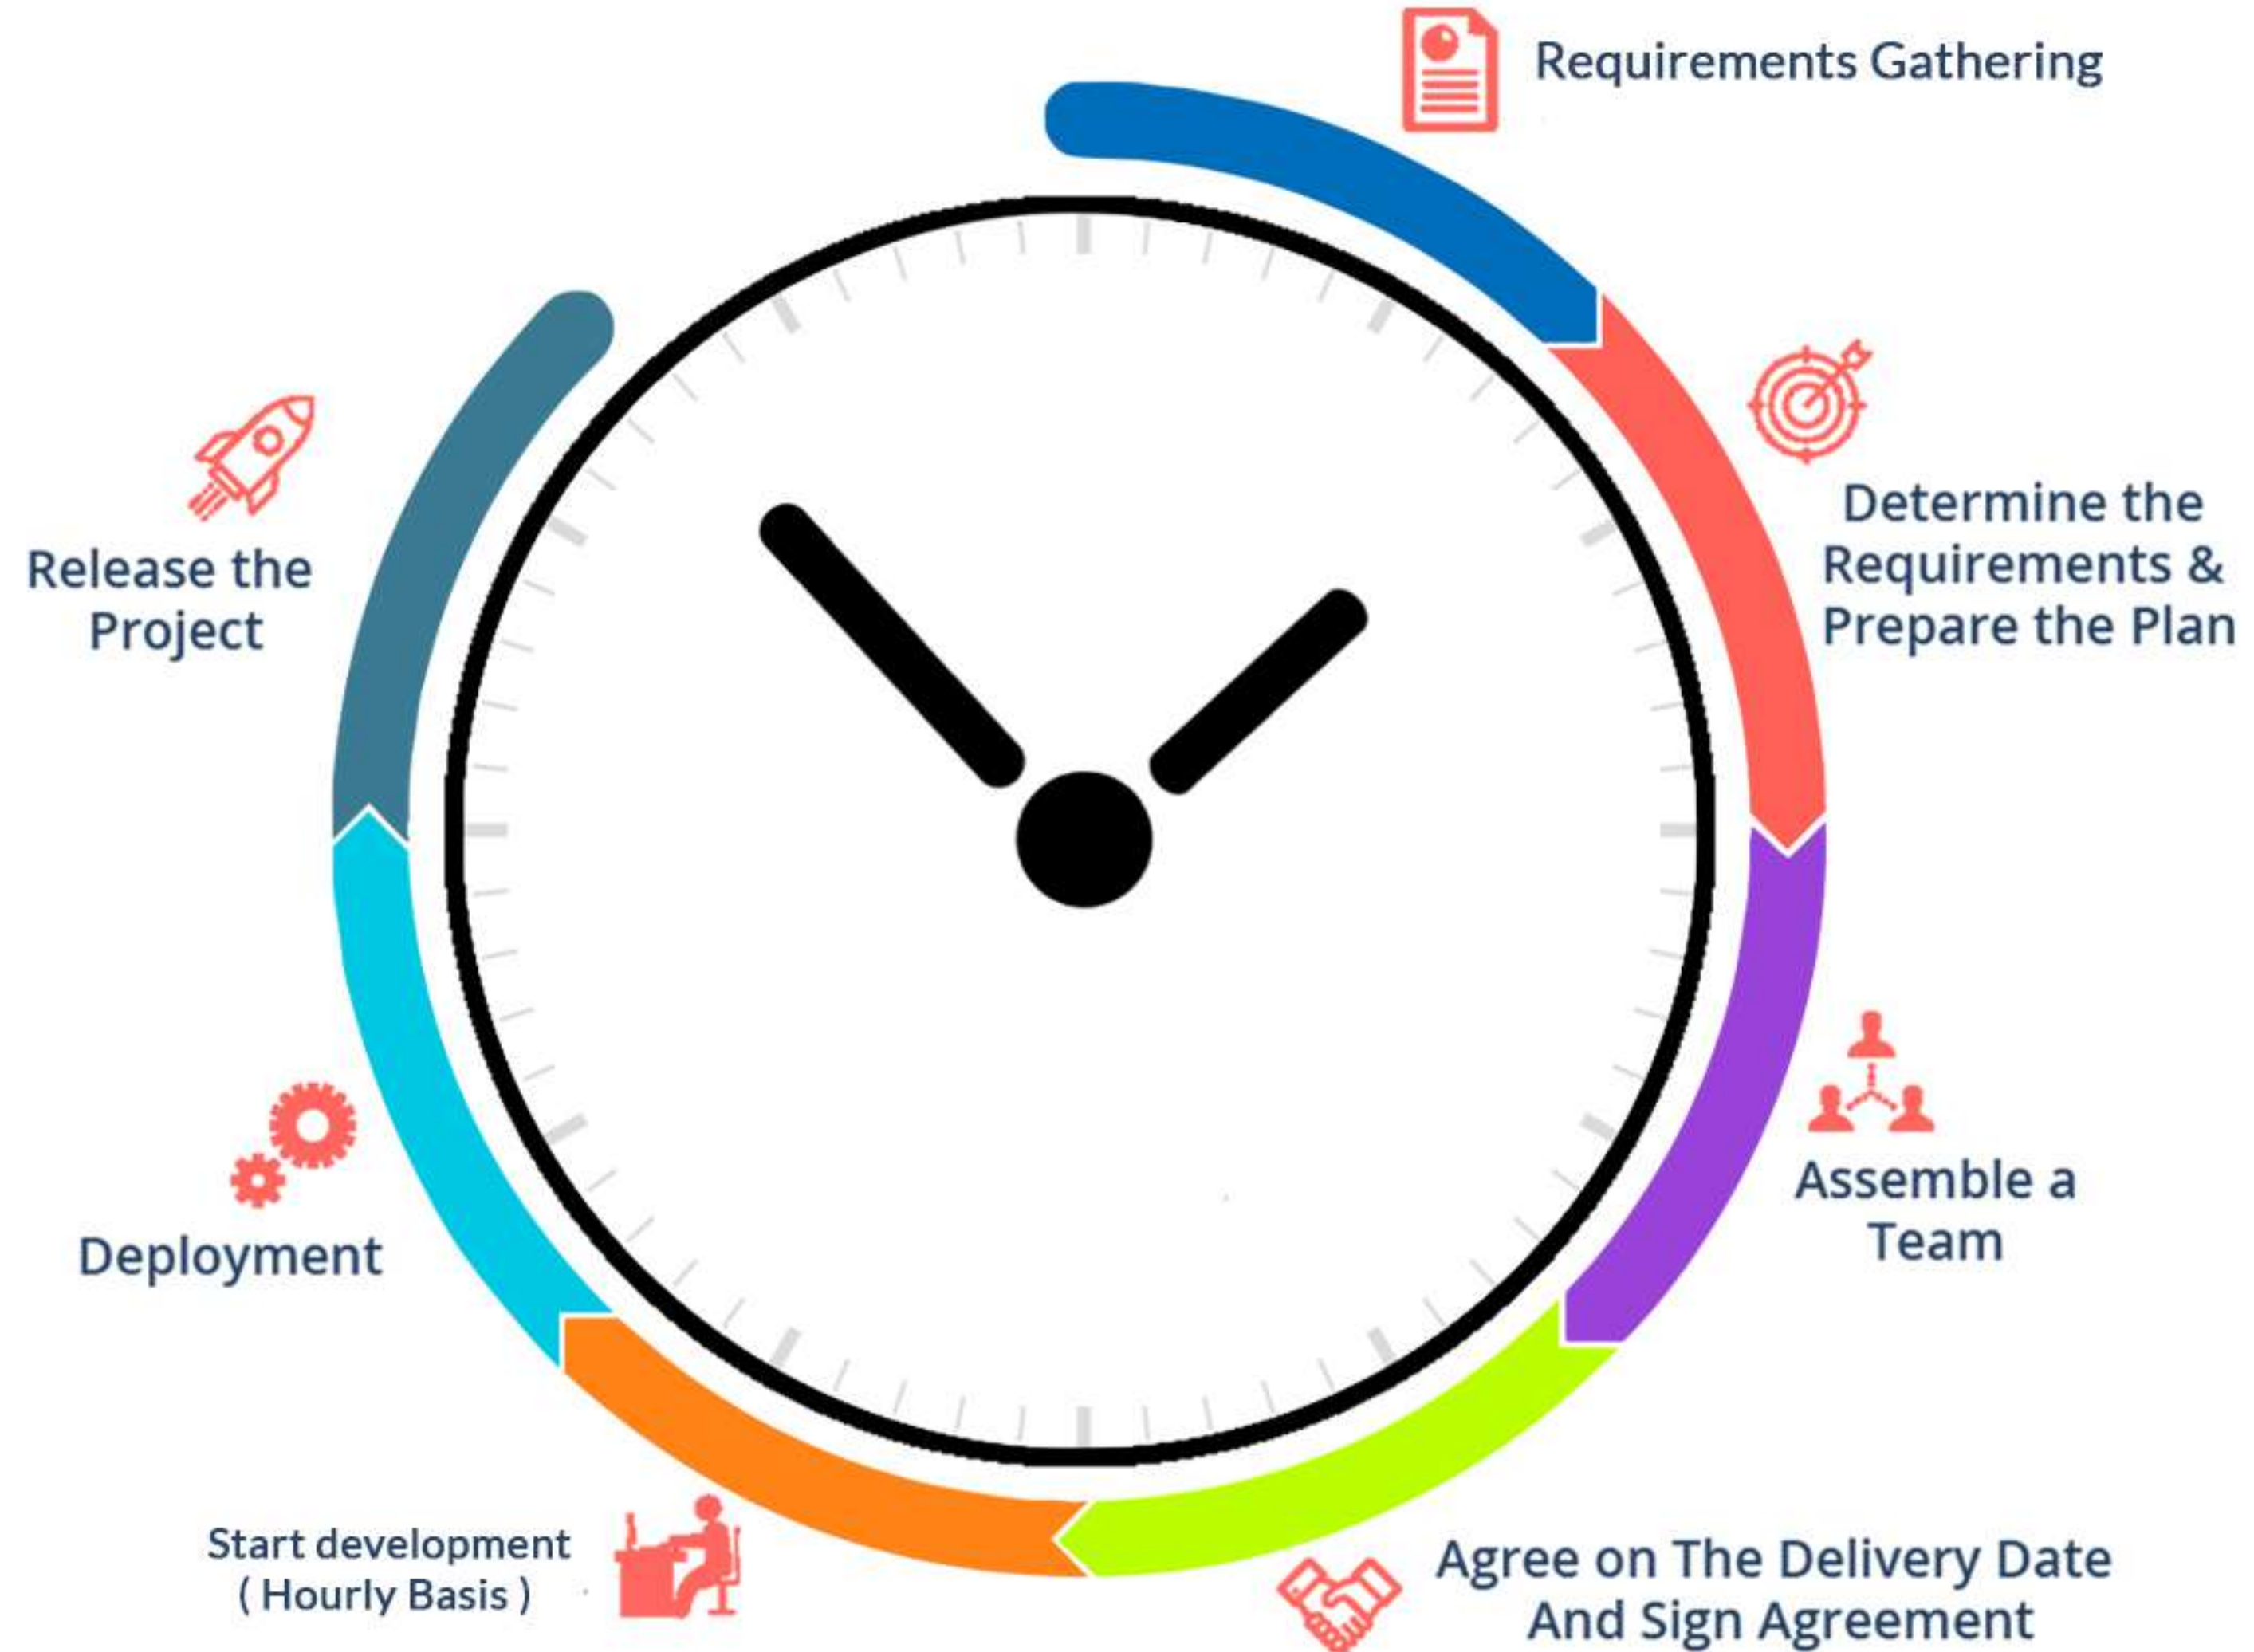 Requirements Gathering
Determine the
Requirements &
Prepare the Plan
Assemble a
Team
Agree on The Delivery Date
And Sign Agreement
Start development
( Hourly Basis )
Deployment
Release the
Project